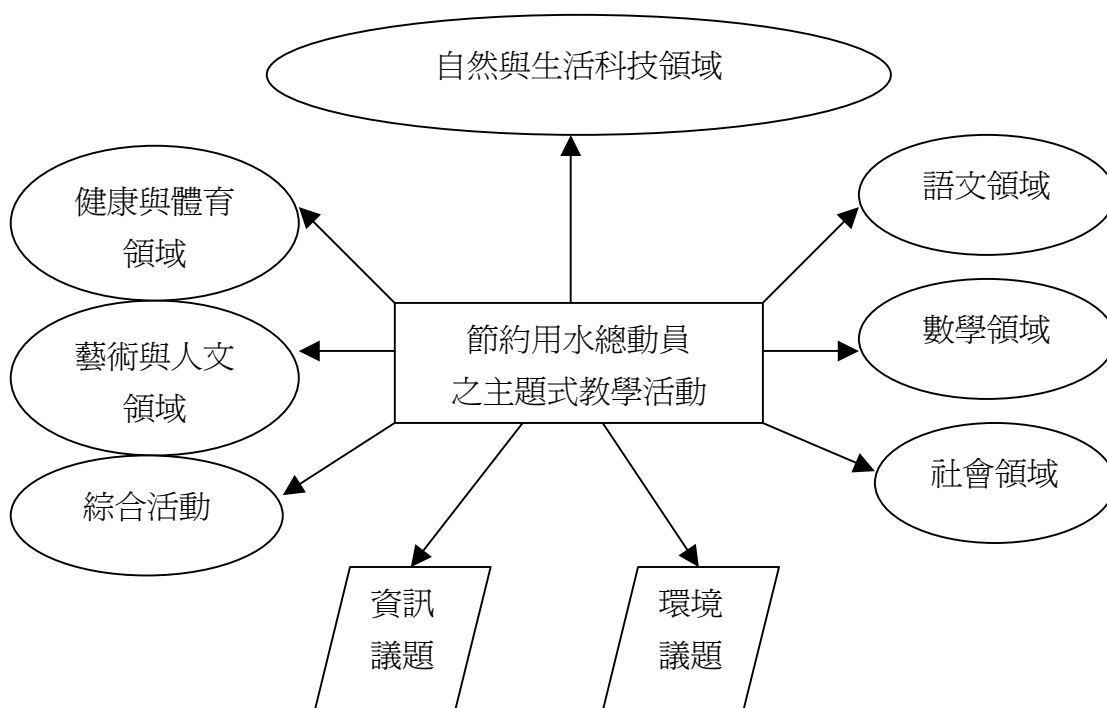 自然與生活科技領域
健康與體育
領域
語文領域
藝術與人文
領域
節約用水總動員
之主題式教學活動
數學領域
綜合活動
社會領域
資訊
議題
環境
議題